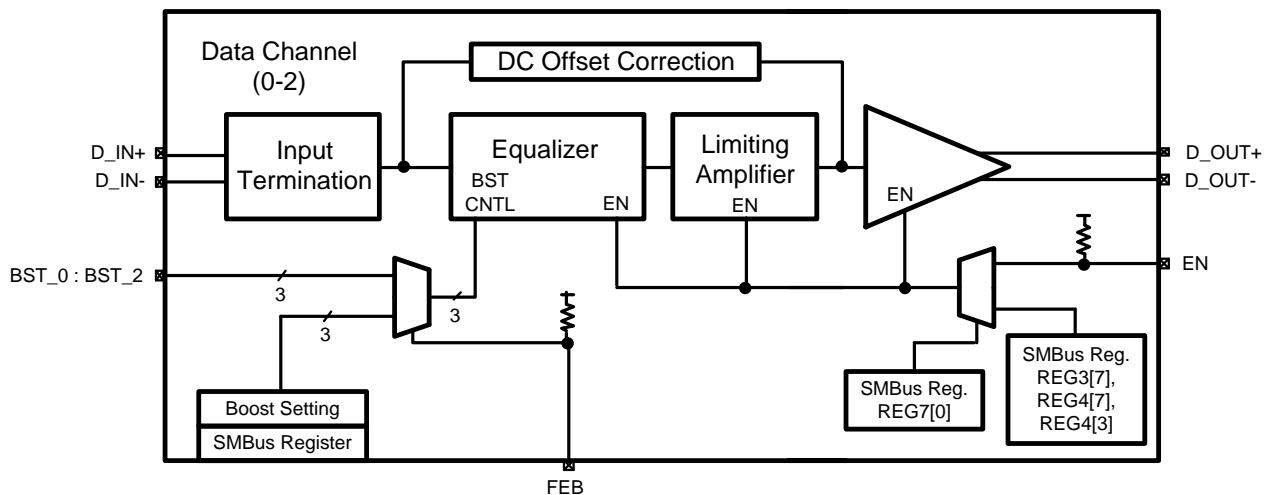 Data Channel
(0-2)
DC Offset Correction
D_IN+
D_IN-
Input
Termination
Equalizer
BST
CNTL
EN
Limiting
Amplifier
EN
EN
D_OUT+
D_OUT-
BST_0 : BST_2
3
3
3
EN
Boost Setting
SMBus Register
SMBus Reg.
REG7[0]
SMBus Reg.
REG3[7],
REG4[7],
REG4[3]
FEB